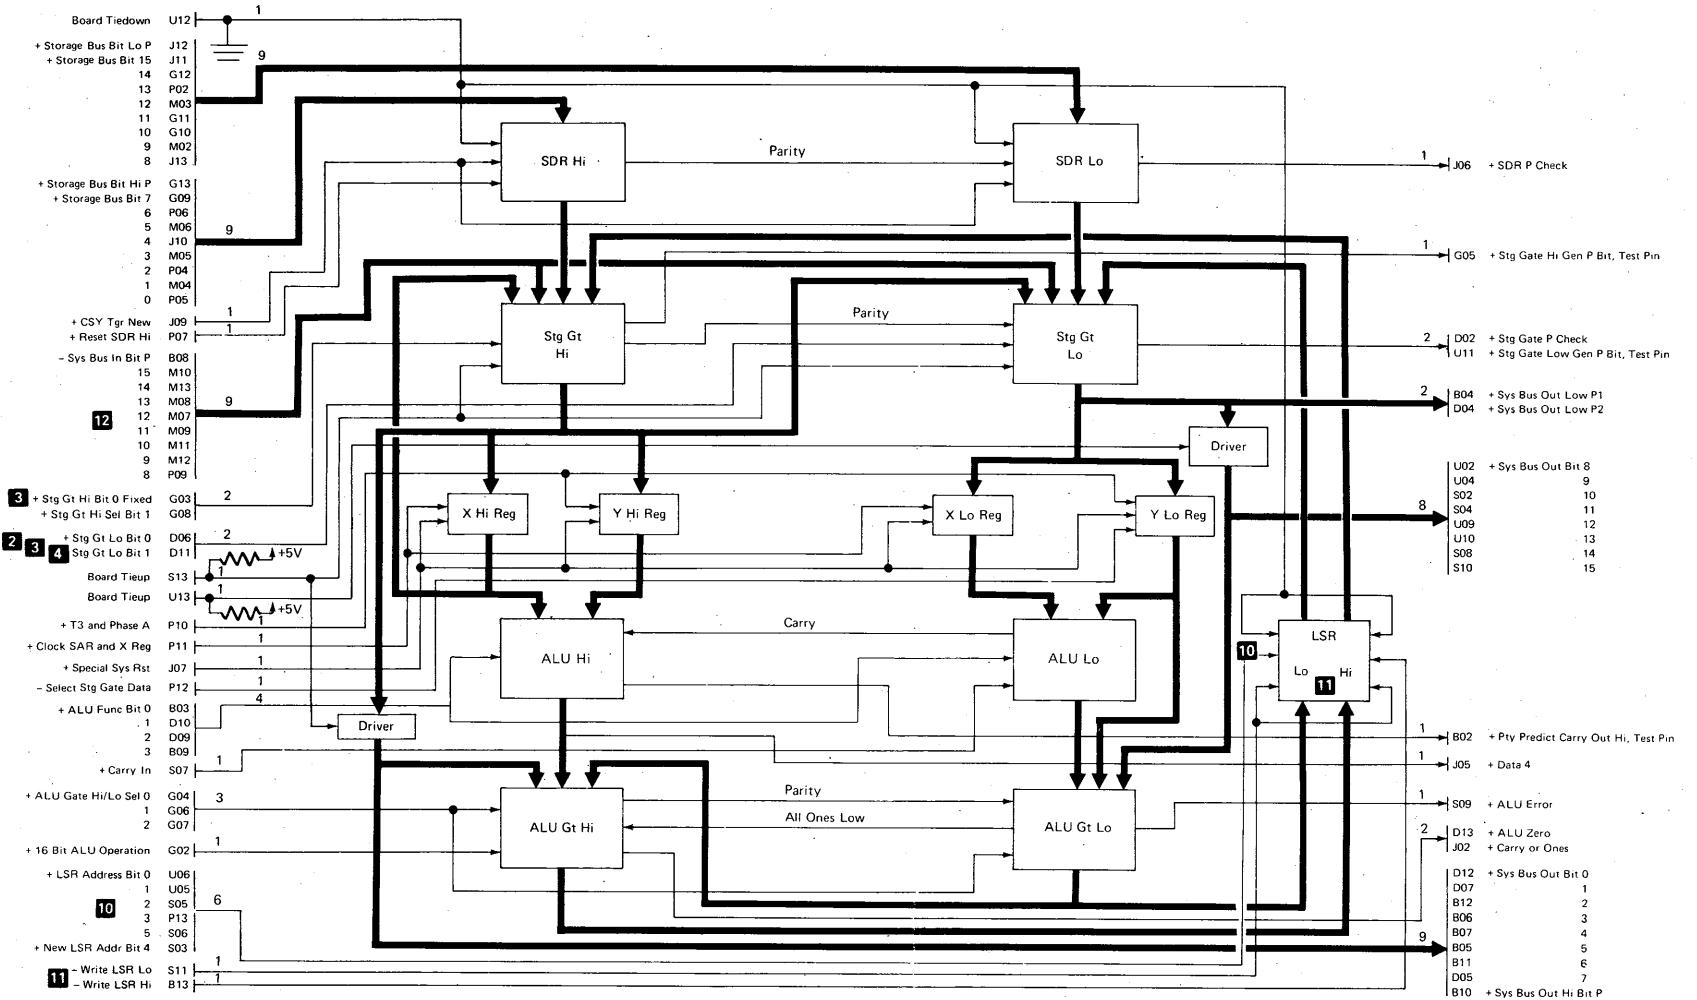 Board Tiedown U12 1
+ Storage Bus Bit Lo P J12
+ Storage Bus Bit 15 J11 9
14 G12
13 P02
12 M03
11 G11
10 G10
9 M02
8 J13
+ Storage Bus Bit Hi P G13
+ Storage Bus Bit 7 G09
6 P06
5 M06 9
4 J10
3 M05
2 P04
1 M04
0 P05
+ CSY Tgr New J09 1
+ Reset SDR Hi P07 1
- Sys Bus In Bit P B08
15 M10
14 M13
13 M08 9
12 12 M07
11 M09
10 M11
9 M12
8 P09
3 + Stg Gt Hi Bit 0 Fixed G03 2
+ Stg Gt Hi Sel Bit 1 G08
+ Stg Gt Lo Bit 0 D06 2
2 3 4 Stg Gt Lo Bit 1 D11
+5V
Board Tieup S13 1
Board Tieup U13 1
+5V
+ T3 and Phase A P10 1
+ Clock SAR and X Reg P11 1
+ Special Sys Rst J07 1
- Select Stg Gate Data P12 1
+ ALU Func Bit 0 B03 4
1 D10
2 D09
3 B09
+ Carry In S07 1
+ ALU Gate Hi/Lo Sel 0 G04 3
1 G06
2 G07
+ 16 Bit ALU Operation G02 1
+ LSR Address Bit 0 U06
1 U05
10 2 S05 6
3 P13
5 S06
+ New LSR Addr Bit 4 S03
11 - Write LSR Lo S11 1
- Write LSR Hi B13 1
SDR Hi
Parity
SDR Lo
Stg Gt
Hi
Parity
Stg Gt
Lo
Driver
X Hi Reg
Y Hi Reg
X Lo Reg
Y Lo Reg
ALU Hi
Carry
ALU Lo
LSR
10
Lo Hi
11
Driver
ALU Gt Hi
Parity
All Ones Low
ALU Gt Lo
1 J06 + SDR P Check
1 G05 + Stg Gate Hi Gen P Bit, Test Pin
2 D02 + Stg Gate P Check
U11 + Stg Gate Low Gen P Bit, Test Pin
2 B04 + Sys Bus Out Low P1
D04 + Sys Bus Out Low P2
U02 + Sys Bus Out Bit 8
U04 9
S02 10
8 S04 11
U09 12
U10 13
S08 14
S10 15
1 B02 + Pty Predict Carry Out Hi, Test Pin
1 J05 + Data 4
1 S09 + ALU Error
2 D13 + ALU Zero
J02 + Carry or Ones
D12 + Sys Bus Out Bit 0
D07 1
B12 2
B06 3
B07 4
9 B05 5
B11 6
D05 7
B10 + Sys Bus Out Hi Bit P